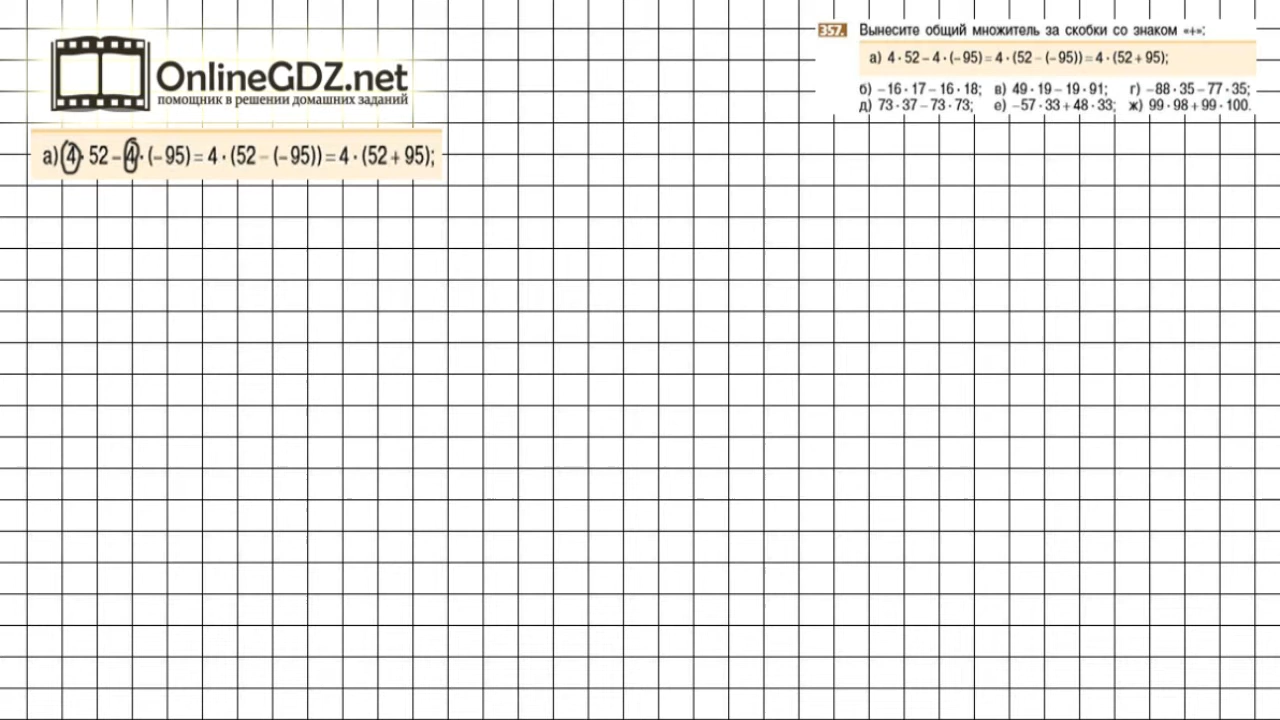 OnlineGDZ.net
помощник в решении домашних заданий
а) 4 · 52 – 4 · (– 95) = 4 · (52 – (– 95)) = 4 · (52 + 95);
357. Вынесите общий множитель за скобки со знаком «+»:
а) 4 · 52 – 4 · (– 95) = 4 · (52 – (– 95)) = 4 · (52 + 95);
б) – 16 · 17 – 16 · 18; в) 49 · 19 – 19 · 91; г) – 88 · 35 – 77 · 35;
д) 73 · 37 – 73 · 73; е) – 57 · 33 + 48 · 33; ж) 99 · 98 + 99 · 100.